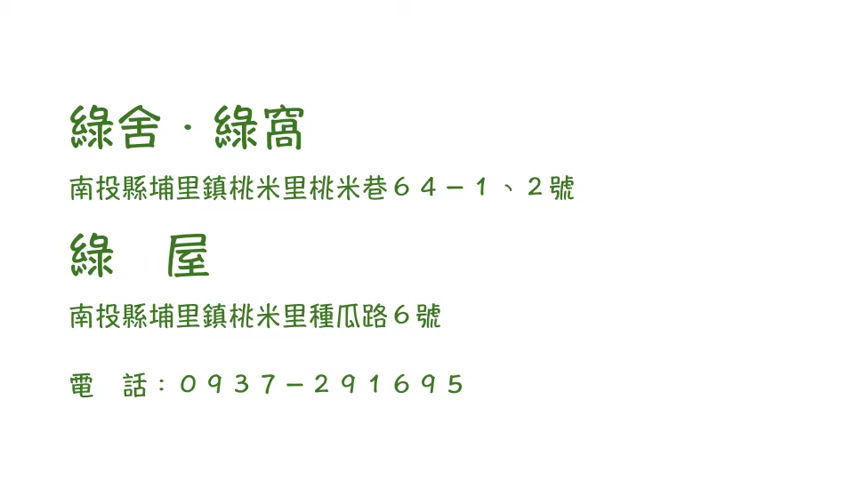 綠舍．綠窩
南投縣埔里鎮桃米里桃米巷６４－１、２號
綠　屋
南投縣埔里鎮桃米里種瓜路６號
電　話：０９３７－２９１６９５